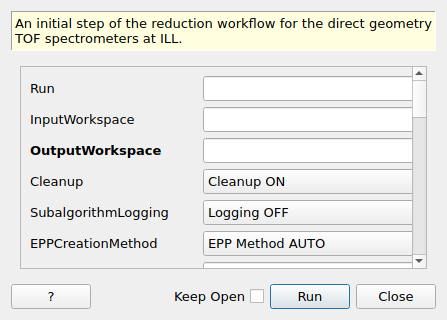 An initial step of the reduction workflow for the direct geometry
TOF spectrometers at ILL.
Run
InputWorkspace
OutputWorkspace
Cleanup Cleanup ON
SubalgorithmLogging Logging OFF
EPPCreationMethod EPP Method AUTO
? Keep Open Run Close